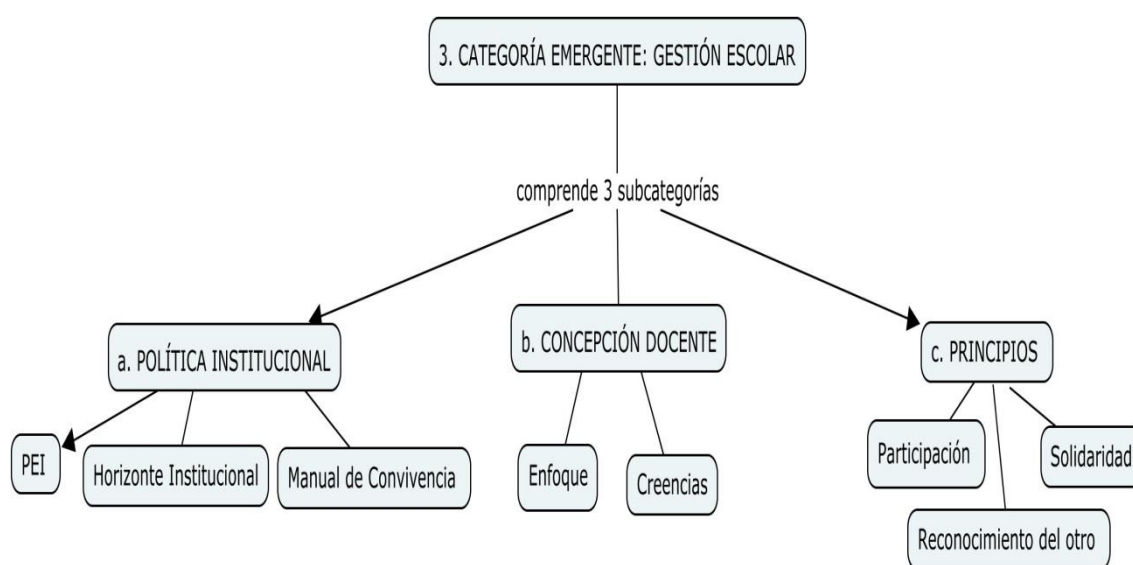 3. CATEGORÍA EMERGENTE: GESTIÓN ESCOLAR
comprende 3 subcategorías
a. POLÍTICA INSTITUCIONAL
b. CONCEPCIÓN DOCENTE
c. PRINCIPIOS
PEI
Horizonte Institucional
Manual de Convivencia
Enfoque
Creencias
Participación
Solidaridad
Reconocimiento del otro